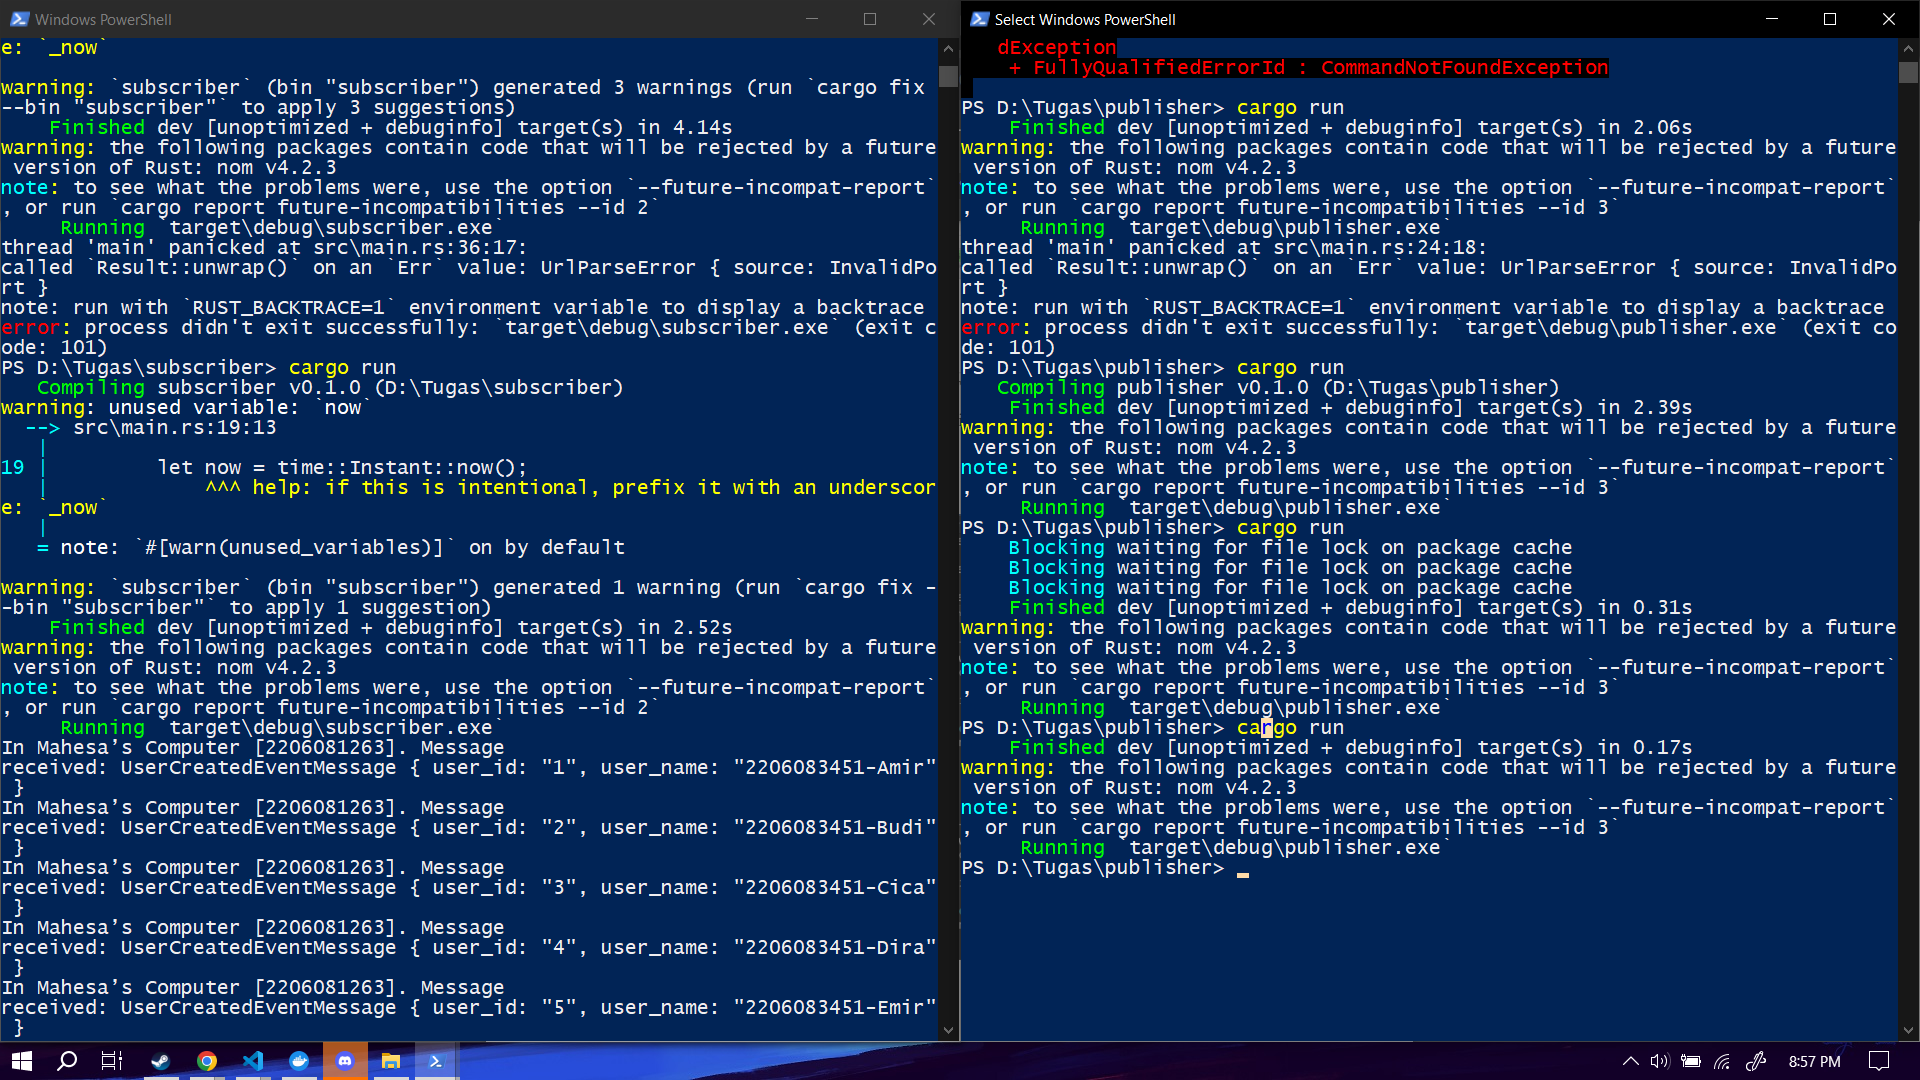 Windows PowerShell
e: `_now`
warning: `subscriber` (bin "subscriber") generated 3 warnings (run `cargo fix
--bin "subscriber"` to apply 3 suggestions)
    Finished dev [unoptimized + debuginfo] target(s) in 4.14s
warning: the following packages contain code that will be rejected by a future
 version of Rust: nom v4.2.3
note: to see what the problems were, use the option `--future-incompat-report`
, or run `cargo report future-incompatibilities --id 2`
     Running `target\debug\subscriber.exe`
thread 'main' panicked at src\main.rs:36:17:
called `Result::unwrap()` on an `Err` value: UrlParseError { source: InvalidPo
rt }
note: run with `RUST_BACKTRACE=1` environment variable to display a backtrace
error: process didn't exit successfully: `target\debug\subscriber.exe` (exit c
ode: 101)
PS D:\Tugas\subscriber> cargo run
   Compiling subscriber v0.1.0 (D:\Tugas\subscriber)
warning: unused variable: `now`
  --> src\main.rs:19:13
   |
19 |         let now = time::Instant::now();
   |             ^^^ help: if this is intentional, prefix it with an underscor
e: `_now`
   |
   = note: `#[warn(unused_variables)]` on by default
warning: `subscriber` (bin "subscriber") generated 1 warning (run `cargo fix -
-bin "subscriber"` to apply 1 suggestion)
    Finished dev [unoptimized + debuginfo] target(s) in 2.52s
warning: the following packages contain code that will be rejected by a future
 version of Rust: nom v4.2.3
note: to see what the problems were, use the option `--future-incompat-report`
, or run `cargo report future-incompatibilities --id 2`
     Running `target\debug\subscriber.exe`
In Mahesa’s Computer [2206081263]. Message
received: UserCreatedEventMessage { user_id: "1", user_name: "2206083451-Amir"
 }
In Mahesa’s Computer [2206081263]. Message
received: UserCreatedEventMessage { user_id: "2", user_name: "2206083451-Budi"
 }
In Mahesa’s Computer [2206081263]. Message
received: UserCreatedEventMessage { user_id: "3", user_name: "2206083451-Cica"
 }
In Mahesa’s Computer [2206081263]. Message
received: UserCreatedEventMessage { user_id: "4", user_name: "2206083451-Dira"
 }
In Mahesa’s Computer [2206081263]. Message
received: UserCreatedEventMessage { user_id: "5", user_name: "2206083451-Emir"
 }
Select Windows PowerShell
   dException
    + FullyQualifiedErrorId : CommandNotFoundException
PS D:\Tugas\publisher> cargo run
    Finished dev [unoptimized + debuginfo] target(s) in 2.06s
warning: the following packages contain code that will be rejected by a future
 version of Rust: nom v4.2.3
note: to see what the problems were, use the option `--future-incompat-report`
, or run `cargo report future-incompatibilities --id 3`
     Running `target\debug\publisher.exe`
thread 'main' panicked at src\main.rs:24:18:
called `Result::unwrap()` on an `Err` value: UrlParseError { source: InvalidPo
rt }
note: run with `RUST_BACKTRACE=1` environment variable to display a backtrace
error: process didn't exit successfully: `target\debug\publisher.exe` (exit co
de: 101)
PS D:\Tugas\publisher> cargo run
   Compiling publisher v0.1.0 (D:\Tugas\publisher)
    Finished dev [unoptimized + debuginfo] target(s) in 2.39s
warning: the following packages contain code that will be rejected by a future
 version of Rust: nom v4.2.3
note: to see what the problems were, use the option `--future-incompat-report`
, or run `cargo report future-incompatibilities --id 3`
     Running `target\debug\publisher.exe`
PS D:\Tugas\publisher> cargo run
    Blocking waiting for file lock on package cache
    Blocking waiting for file lock on package cache
    Blocking waiting for file lock on package cache
    Finished dev [unoptimized + debuginfo] target(s) in 0.31s
warning: the following packages contain code that will be rejected by a future
 version of Rust: nom v4.2.3
note: to see what the problems were, use the option `--future-incompat-report`
, or run `cargo report future-incompatibilities --id 3`
     Running `target\debug\publisher.exe`
PS D:\Tugas\publisher> cargo run
    Finished dev [unoptimized + debuginfo] target(s) in 0.17s
warning: the following packages contain code that will be rejected by a future
 version of Rust: nom v4.2.3
note: to see what the problems were, use the option `--future-incompat-report`
, or run `cargo report future-incompatibilities --id 3`
     Running `target\debug\publisher.exe`
PS D:\Tugas\publisher>
8:57 PM